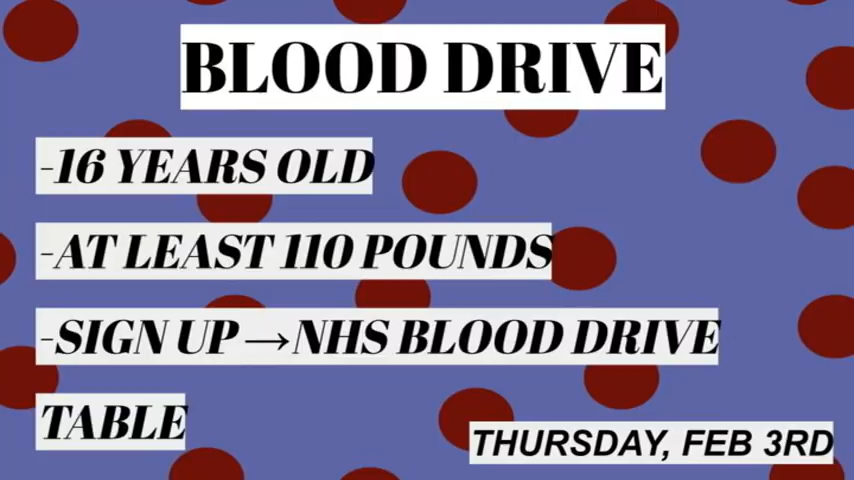 BLOOD DRIVE
-16 YEARS OLD
-AT LEAST 110 POUNDS
-SIGN UP →NHS BLOOD DRIVE
TABLE
THURSDAY, FEB 3RD